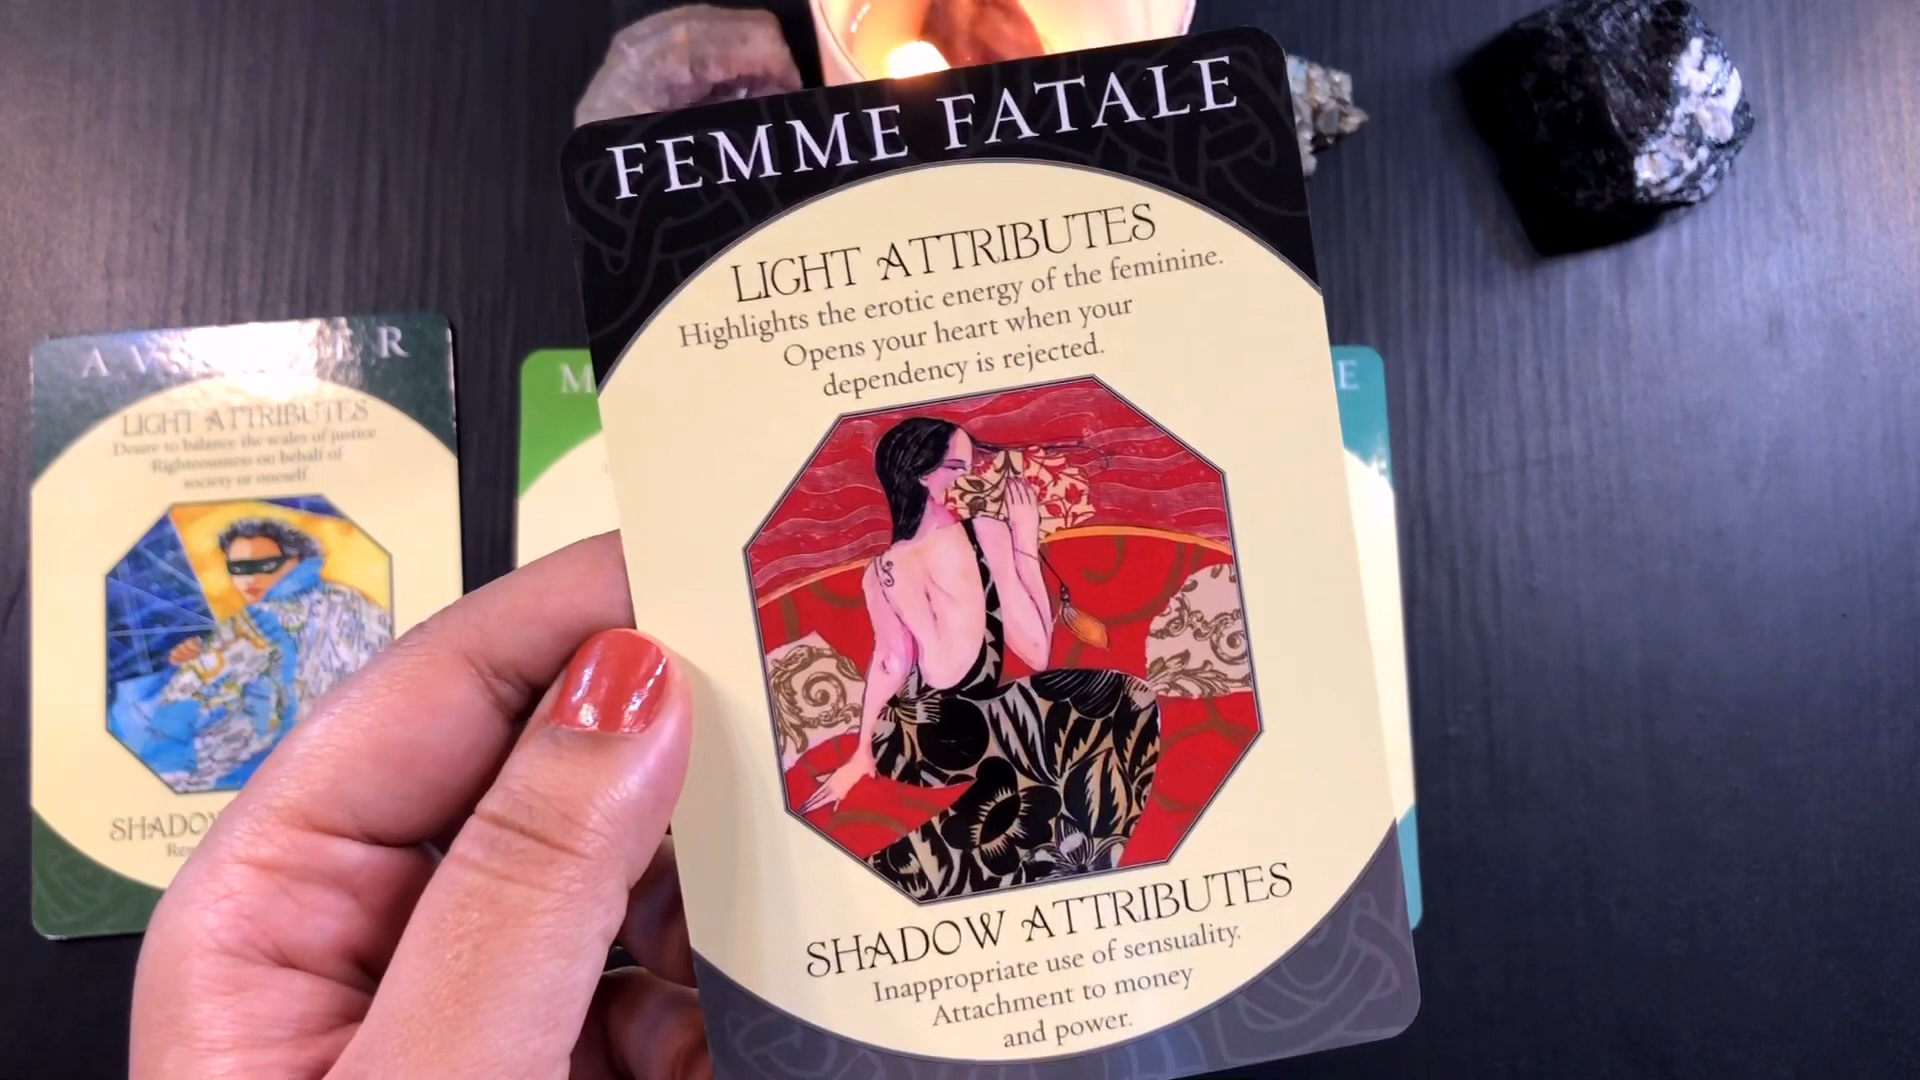 FEMME FATALE
LIGHT ATTRIBUTES
Highlights the erotic energy of the feminine.
Opens your heart when your
dependency is rejected.
SHADOW ATTRIBUTES
Inappropriate use of sensuality.
Attachment to money
and power.
LIGHT ATTRIBUTES
Desire to balance the scales of justice
Righteousness on behalf of
society or oneself.